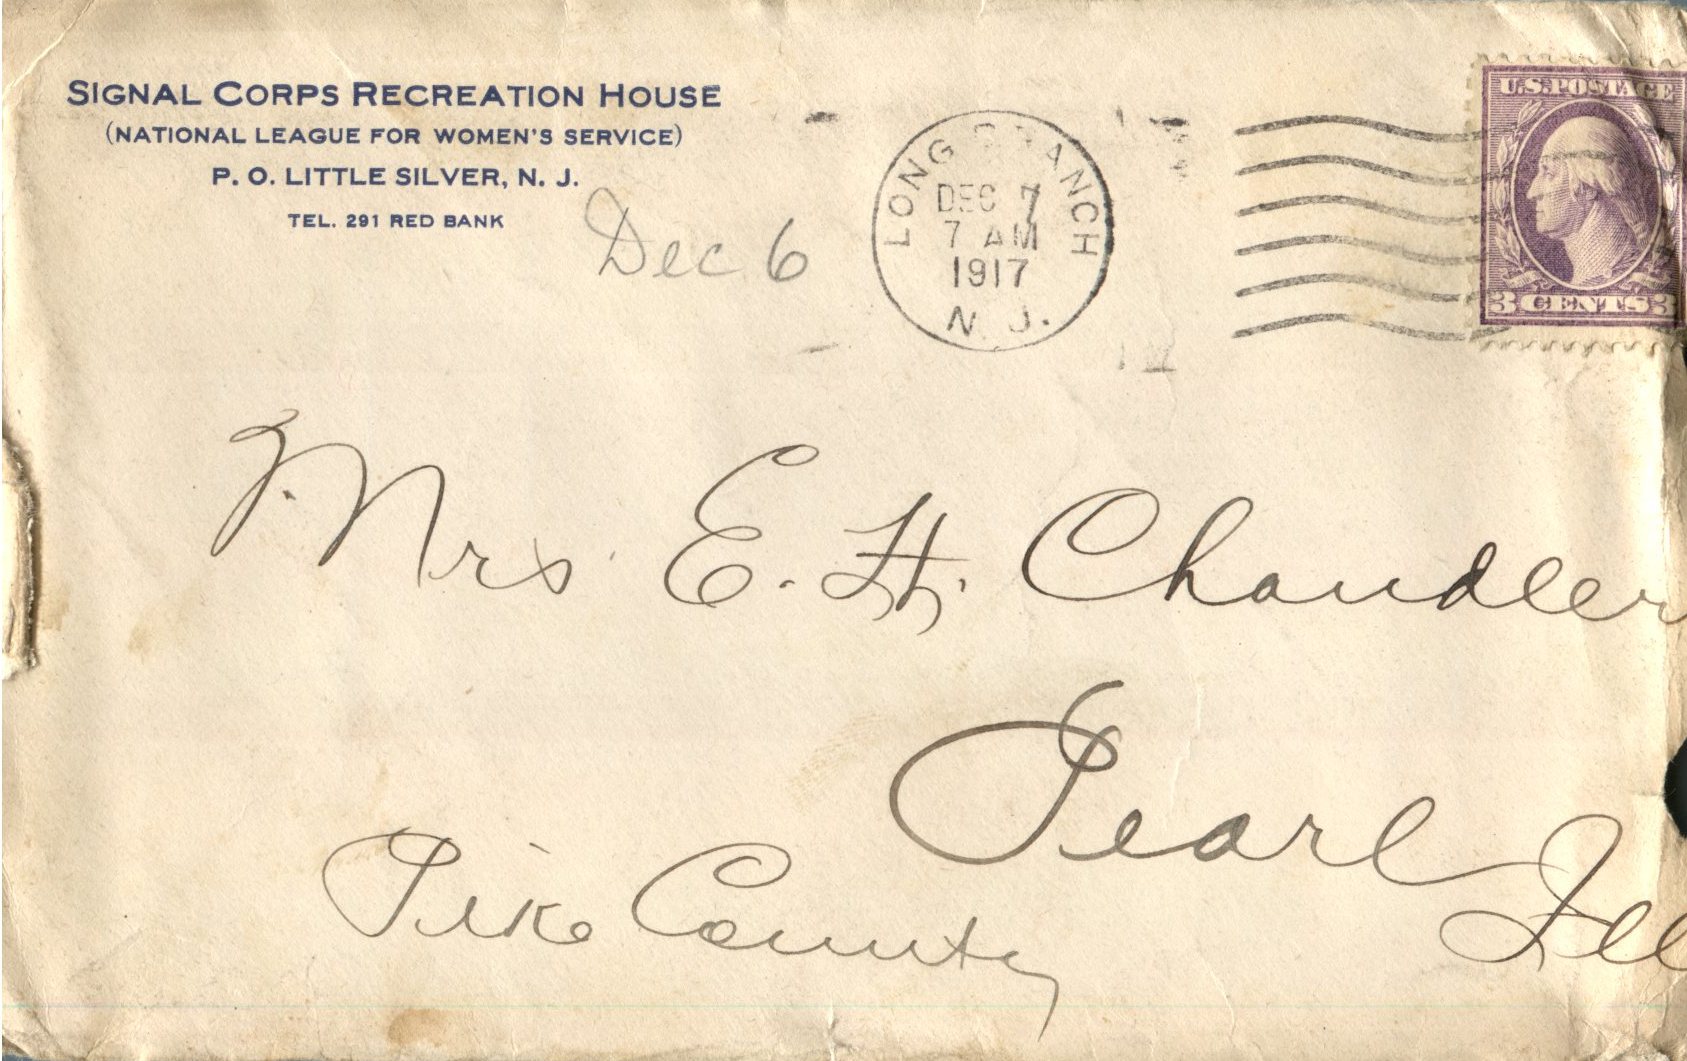 SIGNAL CORPS RECREATION HOUSE
(NATIONAL LEAGUE FOR WOMEN'S SERVICE)
P. O. LITTLE SILVER, N. J.
TEL. 291 RED BANK
Dec 6
LONG BRANCH
DEC 7
7 AM
1917
N. J.
U.S. POSTAGE
3 CENTS 3
Mrs E. H. Chandler
Pearl
Pike County
Ill